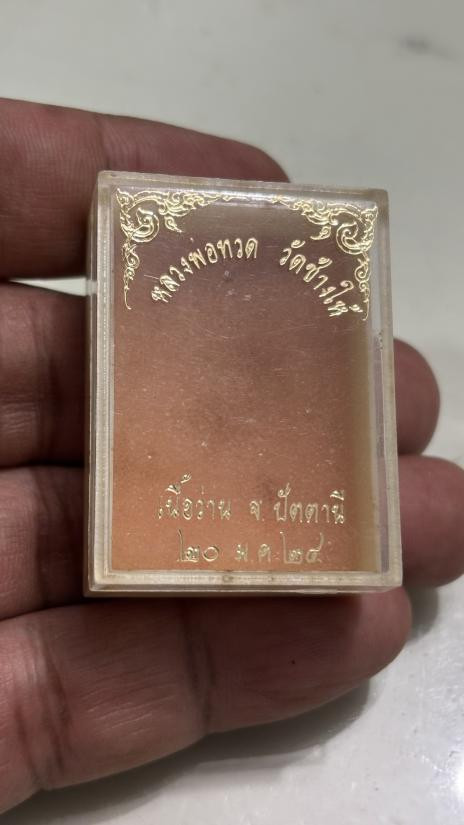 หลวงพ่อทวด วัดช้างให้
เนื้อว่าน จ. ปัตตานี
๒๐ ม.ค. ๒๔